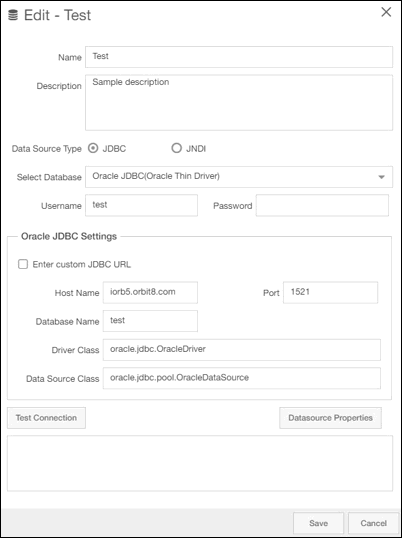 Edit - Test
Name Test
Description Sample description
Data Source Type JDBC JNDI
Select Database Oracle JDBC(Oracle Thin Driver)
Username test Password
Oracle JDBC Settings
Enter custom JDBC URL
Host Name iorb5.orbit8.com Port 1521
Database Name test
Driver Class oracle.jdbc.OracleDriver
Data Source Class oracle.jdbc.pool.OracleDataSource
Test Connection Datasource Properties
Save Cancel